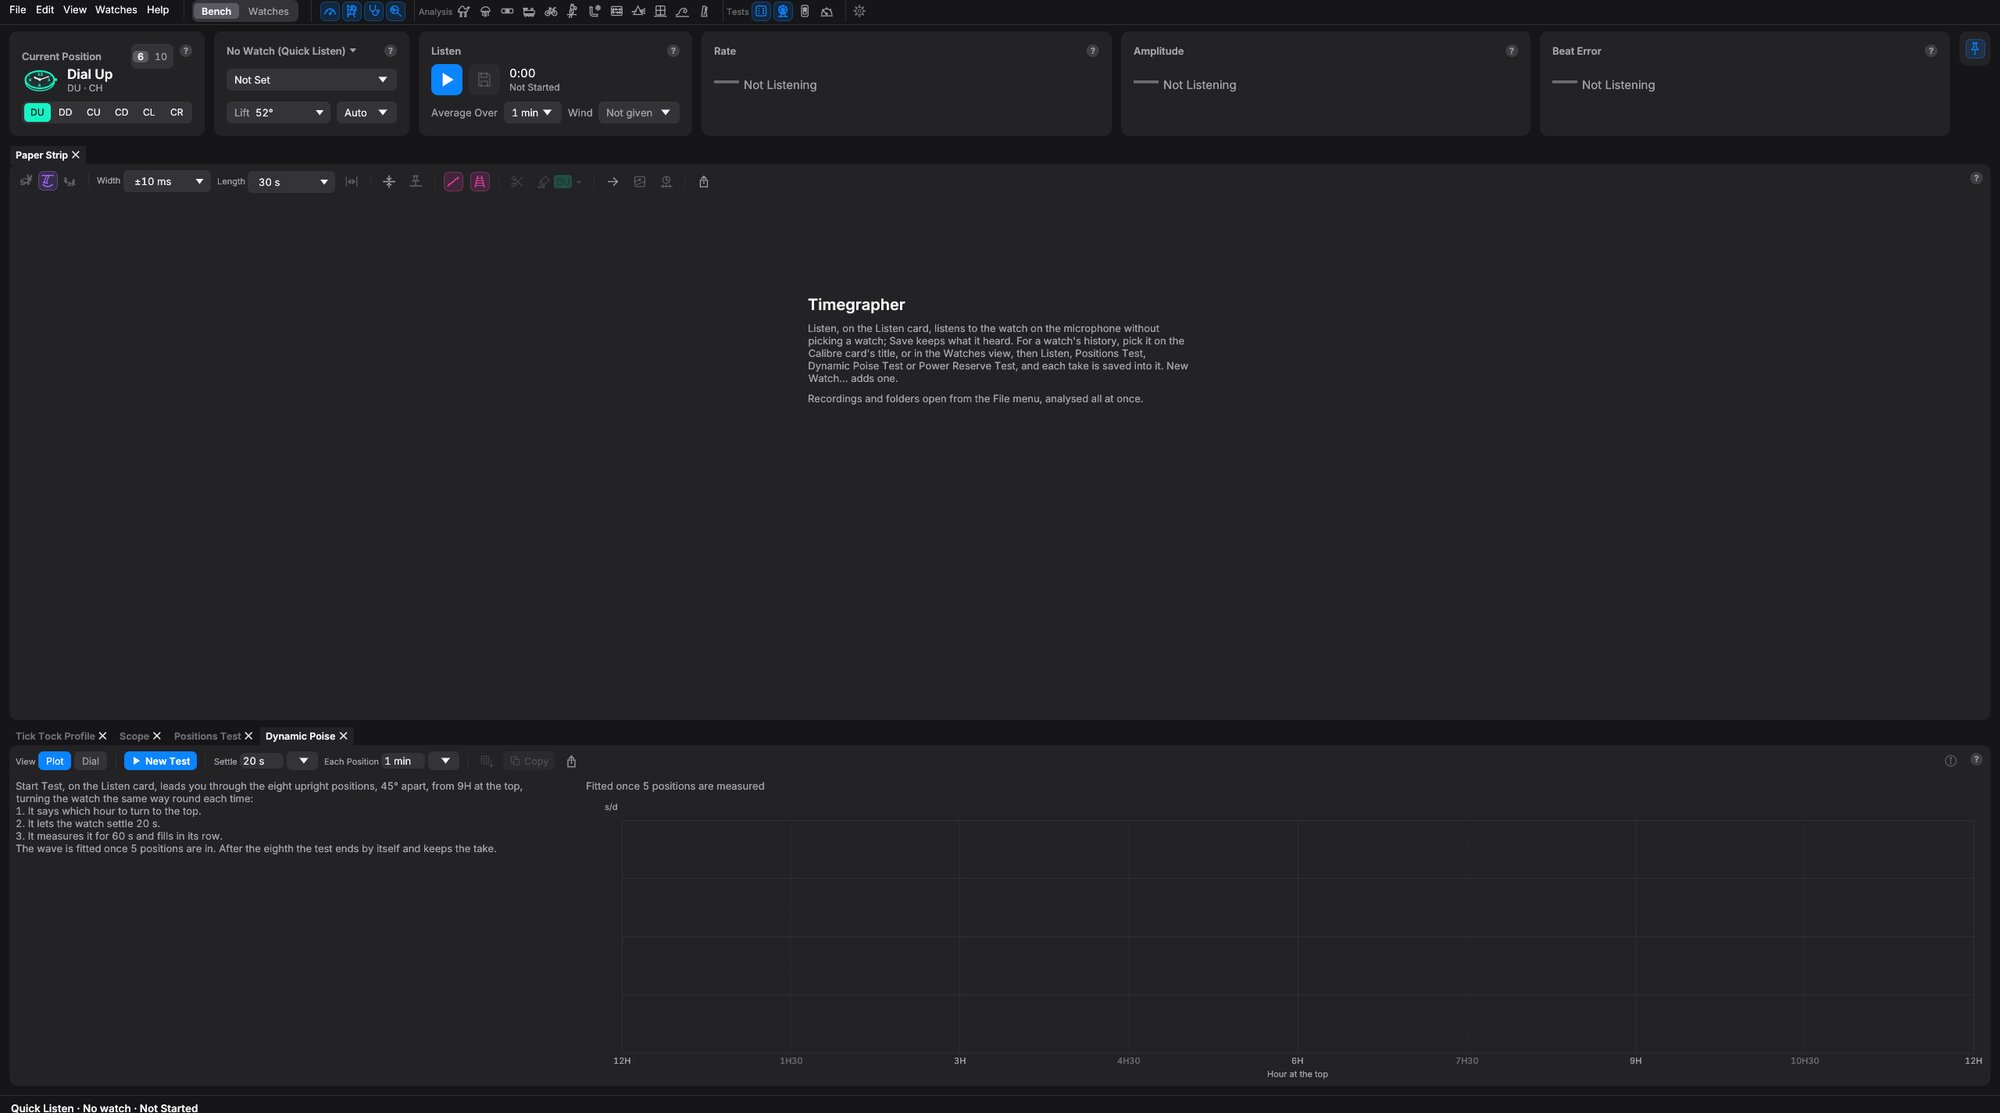 File Edit View Watches Help Bench Watches Analysis Tests
Current Position 6 10 ?
Dial Up
DU · CH
DU DD CU CD CL CR
No Watch (Quick Listen) ?
Not Set
Lift 52° Auto
Listen ?
0:00
Not Started
Average Over 1 min Wind Not given
Rate ?
Not Listening
Amplitude ?
Not Listening
Beat Error ?
Not Listening
Paper Strip
Width ±10 ms Length 30 s DU ?
Timegrapher
Listen, on the Listen card, listens to the watch on the microphone without
picking a watch; Save keeps what it heard. For a watch's history, pick it on the
Calibre card's title, or in the Watches view, then Listen, Positions Test,
Dynamic Poise Test or Power Reserve Test, and each take is saved into it. New
Watch... adds one.
Recordings and folders open from the File menu, analysed all at once.
Tick Tock Profile Scope Positions Test Dynamic Poise
View Plot Dial New Test Settle 20 s Each Position 1 min Copy ?
Start Test, on the Listen card, leads you through the eight upright positions, 45° apart, from 9H at the top,
turning the watch the same way round each time:
1. It says which hour to turn to the top.
2. It lets the watch settle 20 s.
3. It measures it for 60 s and fills in its row.
The wave is fitted once 5 positions are in. After the eighth the test ends by itself and keeps the take.
Fitted once 5 positions are measured
s/d
12H 1H30 3H 4H30 6H 7H30 9H 10H30 12H
Hour at the top
Quick Listen · No watch · Not Started